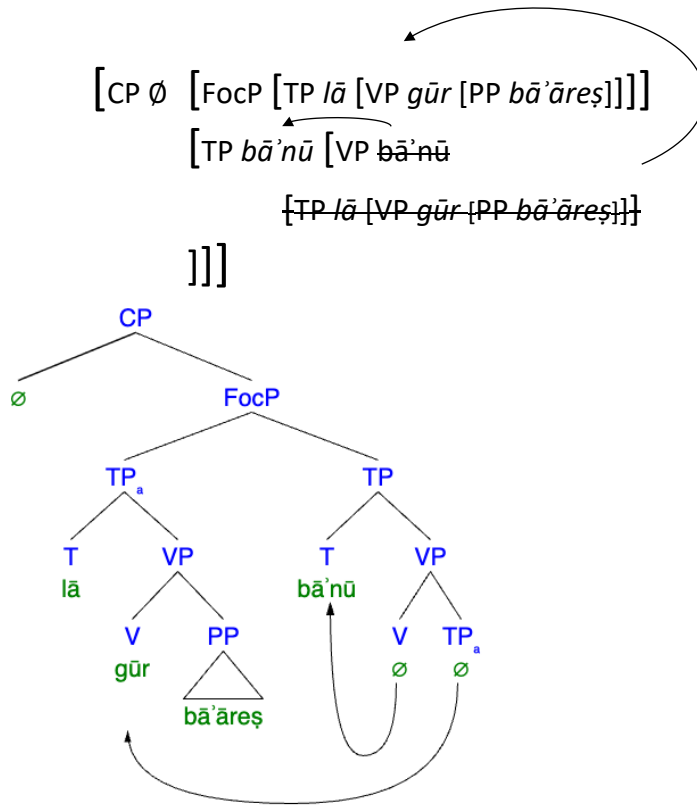 [CP Ø [FocP [TP lā [VP gūr [PP bāʾāreṣ]]]]
[TP bāʾnū [VP bāʾnū
[TP lā [VP gūr [PP bāʾāreṣ]]]
]]]
CP
∅ FocP
TPa TP
T VP T VP
lā bāʾnū
V PP V TPa
gūr ∅ ∅
bāʾāreṣ